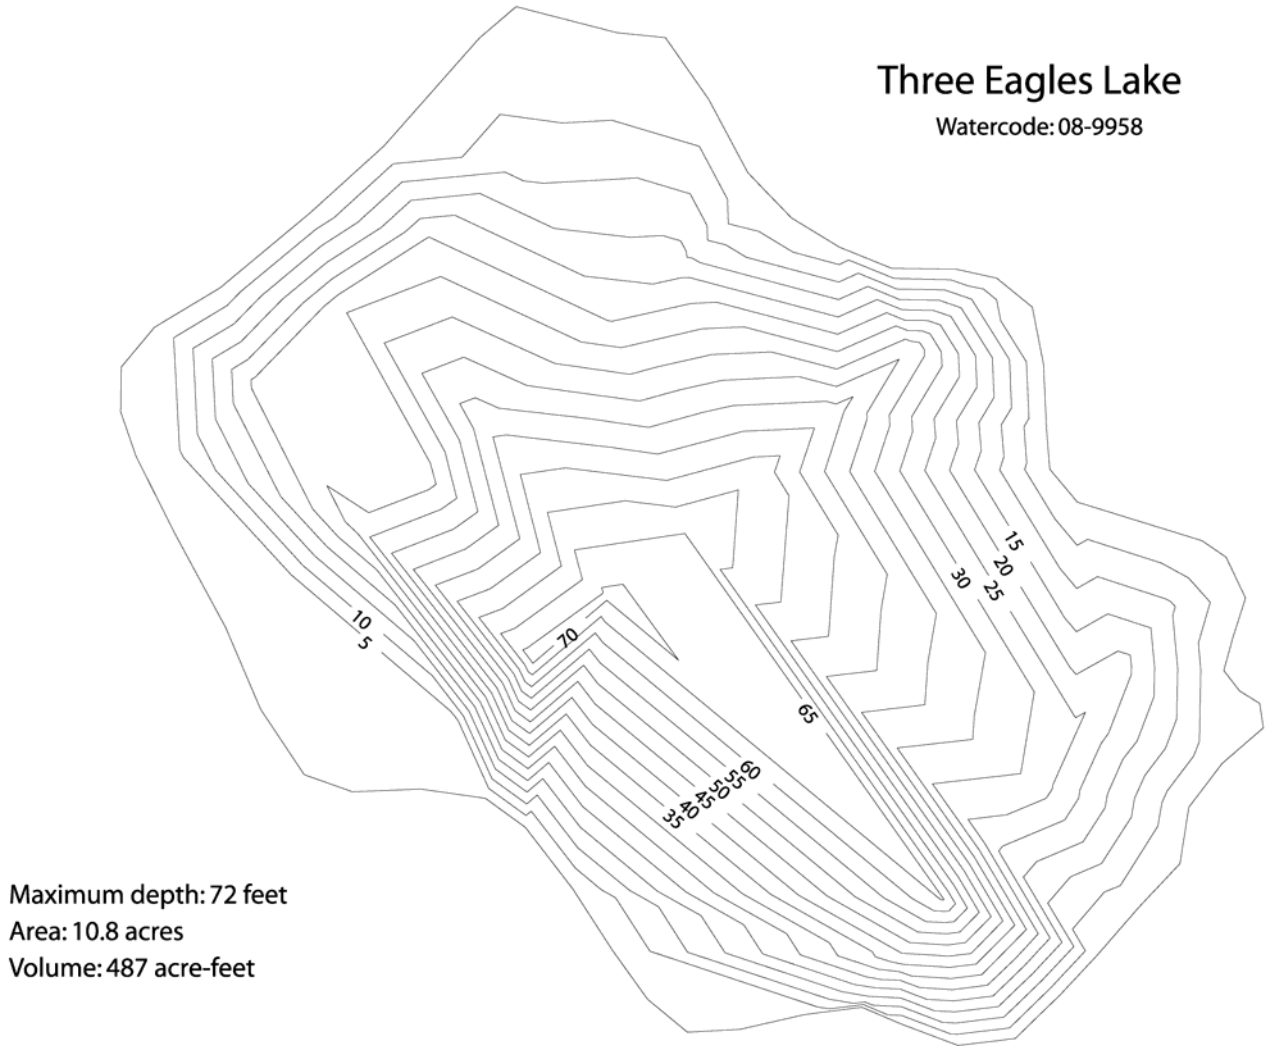 Three Eagles Lake
Watercode: 08-9958
15
20
25
30
10
5
70
65
60
55
50
45
40
35
Maximum depth: 72 feet
Area: 10.8 acres
Volume: 487 acre-feet